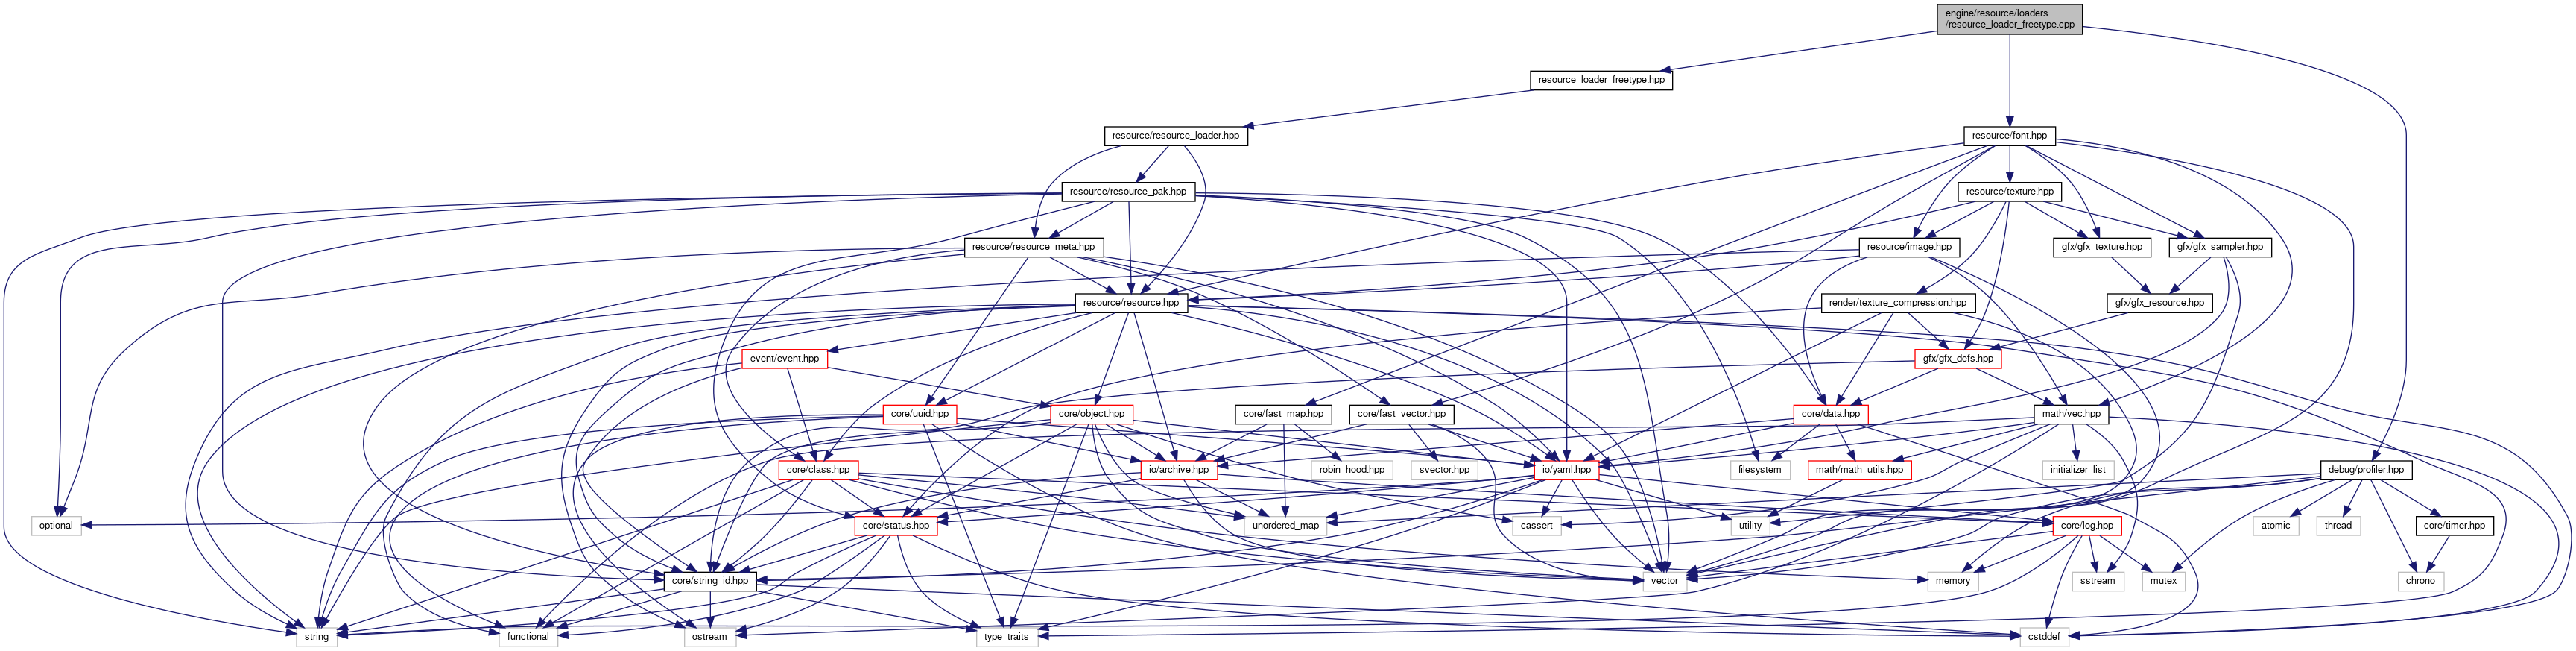 engine/resource/loaders
/resource_loader_freetype.cpp
resource_loader_freetype.hpp
resource/resource_loader.hpp
resource/font.hpp
resource/resource_pak.hpp
resource/texture.hpp
resource/resource_meta.hpp
resource/image.hpp
gfx/gfx_texture.hpp
gfx/gfx_sampler.hpp
resource/resource.hpp
render/texture_compression.hpp
gfx/gfx_resource.hpp
event/event.hpp
gfx/gfx_defs.hpp
core/uuid.hpp
core/object.hpp
core/fast_map.hpp
core/fast_vector.hpp
core/data.hpp
math/vec.hpp
core/class.hpp
io/archive.hpp
robin_hood.hpp
svector.hpp
io/yaml.hpp
filesystem
math/math_utils.hpp
initializer_list
debug/profiler.hpp
optional
core/status.hpp
unordered_map
cassert
utility
core/log.hpp
atomic
thread
core/timer.hpp
core/string_id.hpp
vector
memory
sstream
mutex
chrono
string
functional
ostream
type_traits
cstddef